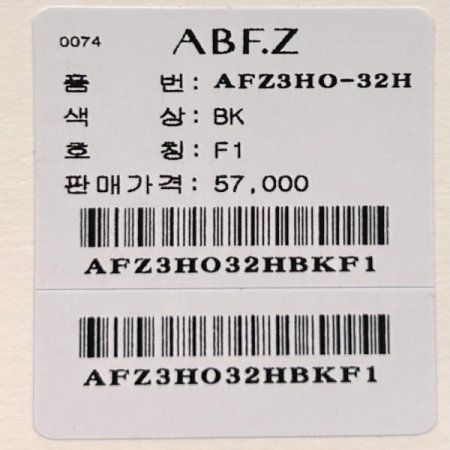 0074 ABF.Z
품 번: AFZ3HO-32H
색 상: BK
호 칭: F1
판매가격: 57,000
AFZ3HO32HBKF1
AFZ3HO32HBKF1